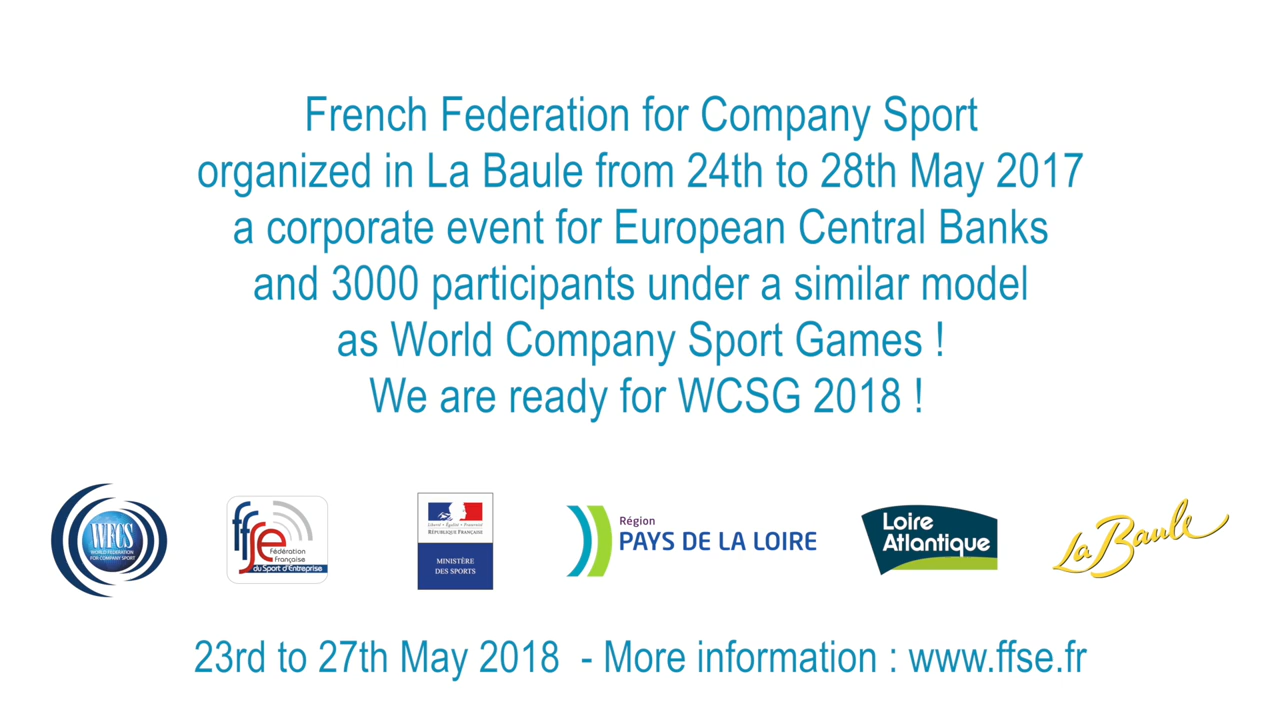 French Federation for Company Sport
organized in La Baule from 24th to 28th May 2017
a corporate event for European Central Banks
and 3000 participants under a similar model
as World Company Sport Games !
We are ready for WCSG 2018 !
WFCS
WORLD FEDERATION
FOR COMPANY SPORT
ffse
Fédération
Française
du Sport d'Entreprise
Liberté • Égalité • Fraternité
RÉPUBLIQUE FRANÇAISE
MINISTÈRE
DES SPORTS
Région
PAYS DE LA LOIRE
Loire
Atlantique
La Baule
23rd to 27th May 2018 - More information : www.ffse.fr